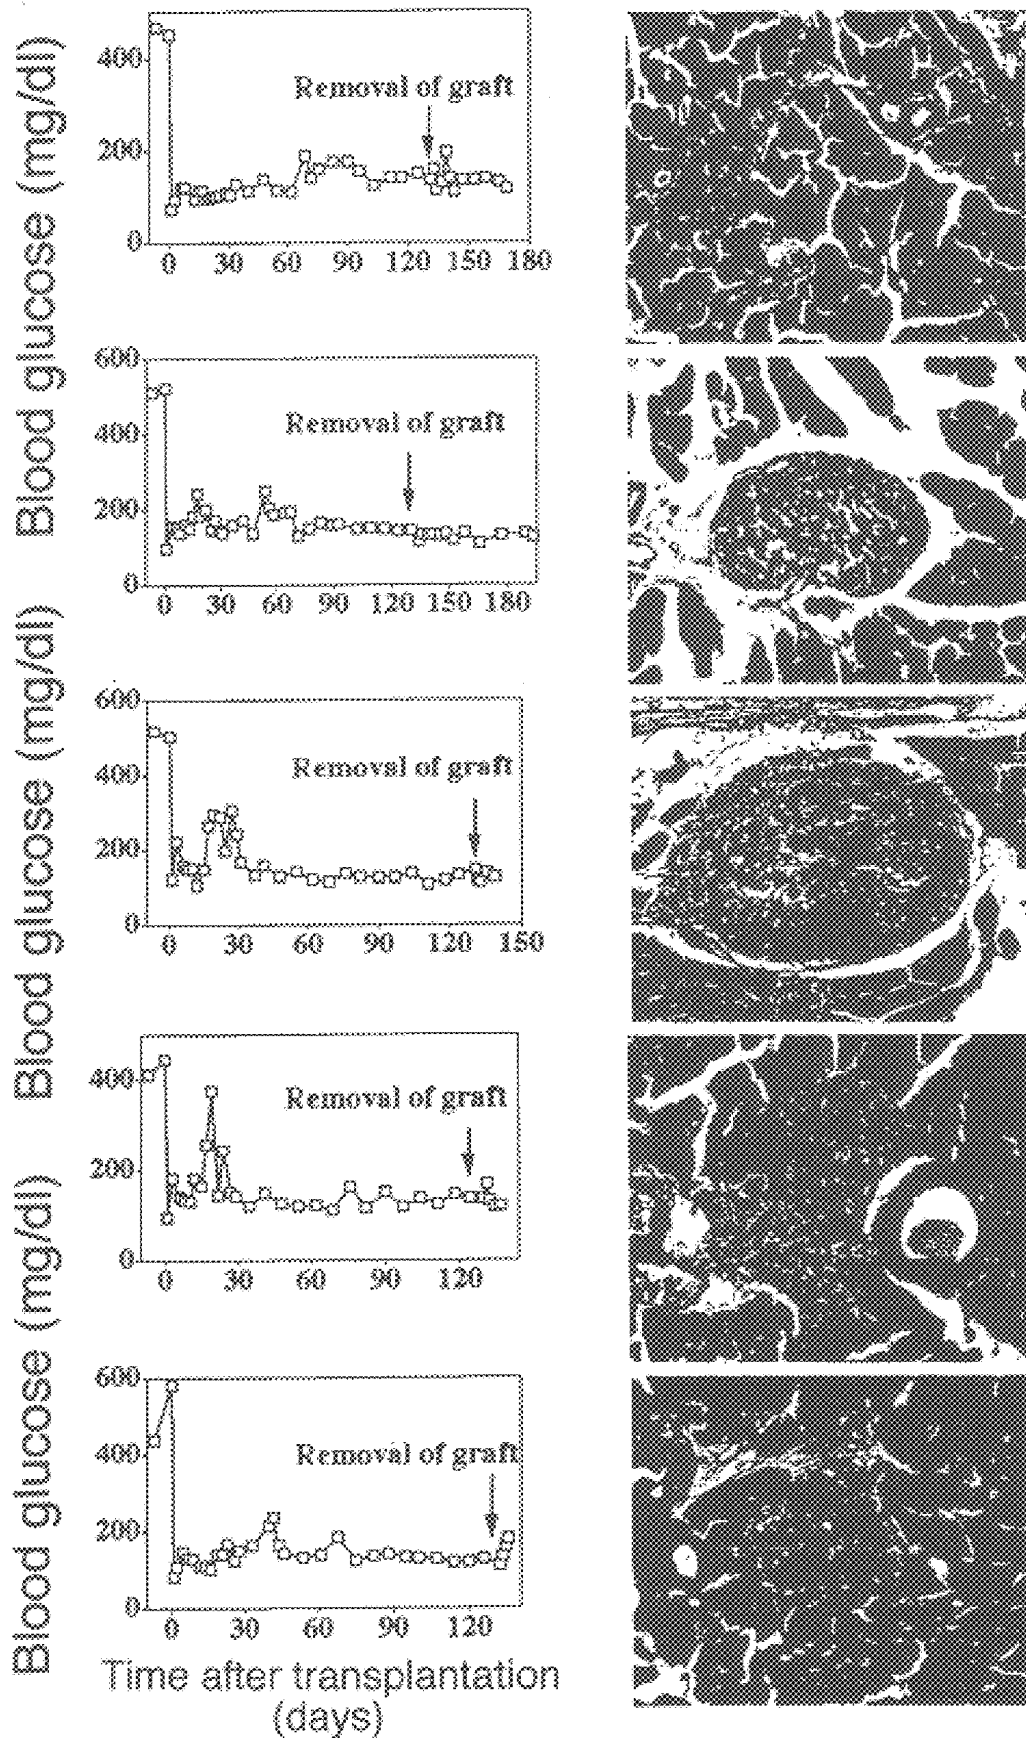 Blood glucose (mg/dl)
400
200
0
Removal of graft
0 30 60 90 120 150 180
600
400
200
0
Removal of graft
0 30 60 90 120 150 180
Blood glucose (mg/dl)
600
400
200
0
Removal of graft
0 30 60 90 120 150
400
200
0
Removal of graft
0 30 60 90 120
Blood glucose (mg/dl)
600
400
200
0
Removal of graft
0 30 60 90 120
Time after transplantation
(days)